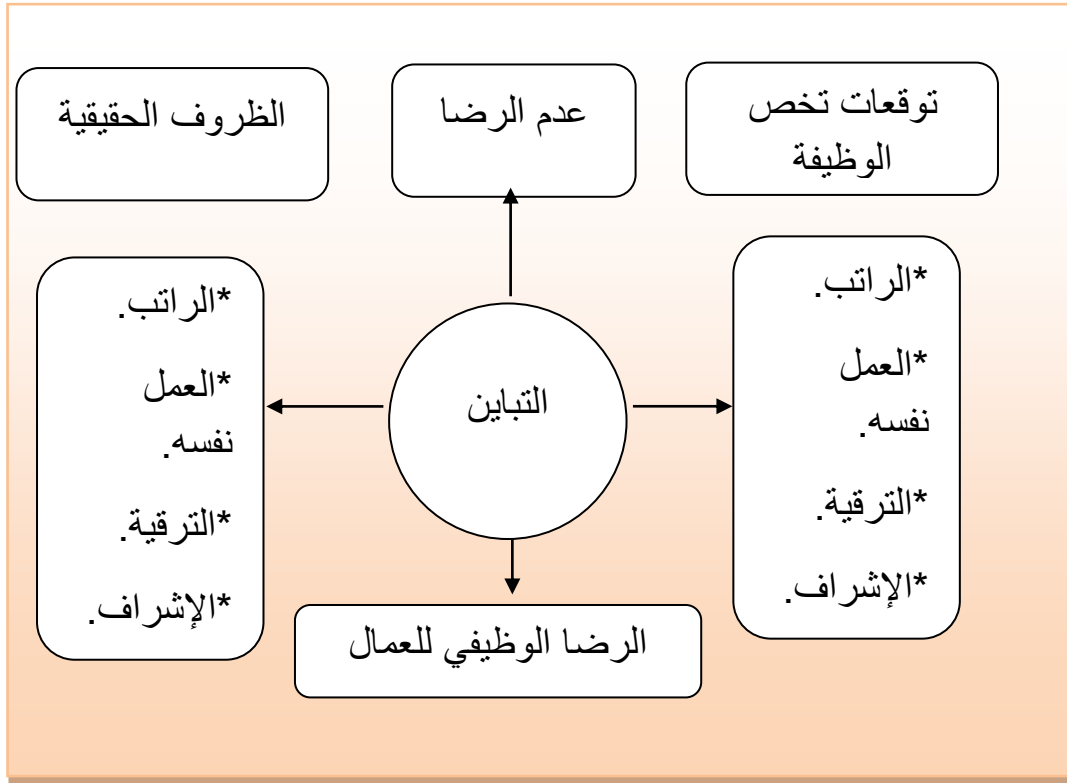 توقعات تخص
الوظيفة
عدم الرضا
الظروف الحقيقية
*الراتب.
*العمل
نفسه.
*الترقية.
*الإشراف.
التباين
*الراتب.
*العمل
نفسه.
*الترقية.
*الإشراف.
الرضا الوظيفي للعمال